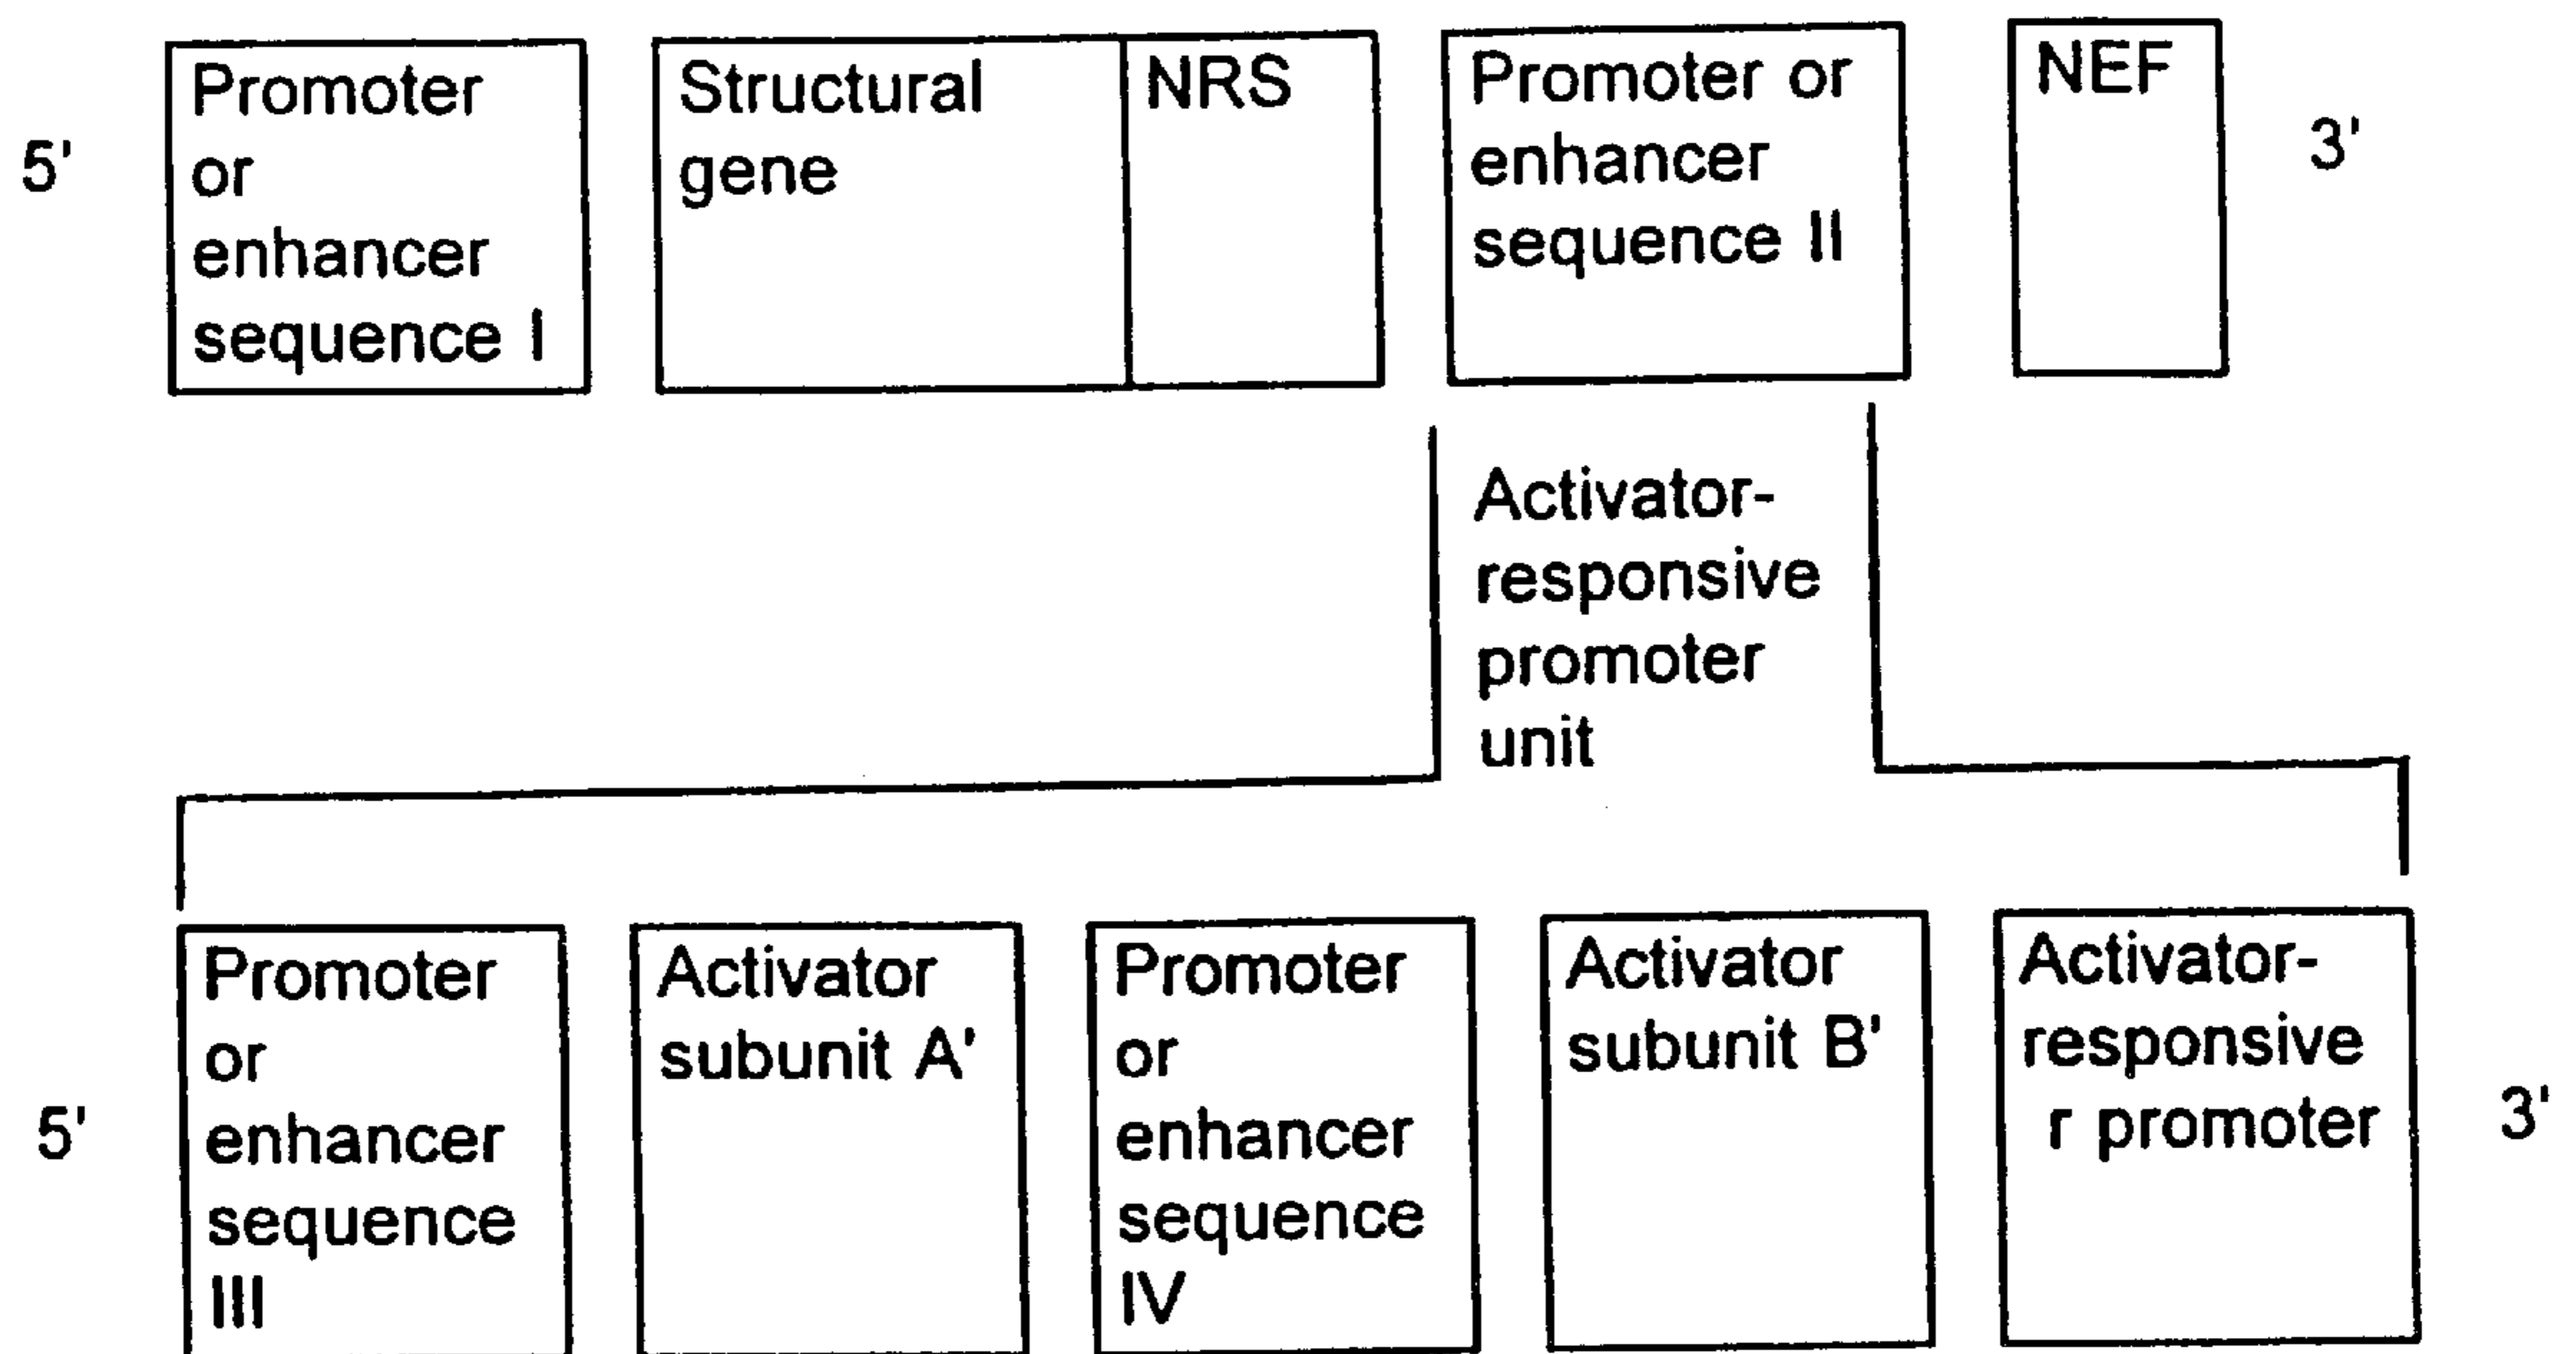 5'
Promoter
or
enhancer
sequence I
Structural
gene
NRS
Promoter or
enhancer
sequence II
NEF
3'
Activator-
responsive
promoter
unit
5'
Promoter
or
enhancer
sequence
III
Activator
subunit A'
Promoter
or
enhancer
sequence
IV
Activator
subunit B'
Activator-
responsive
r promoter
3'